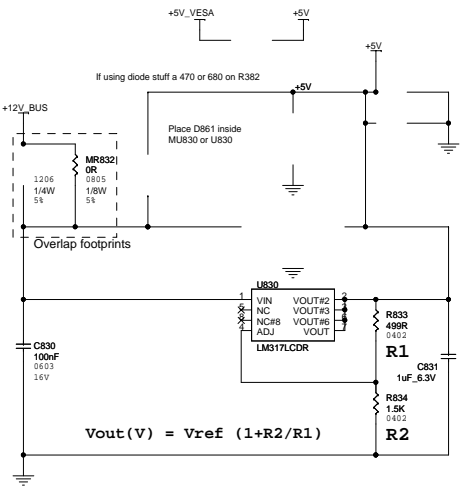 +5V_VESA
+5V
+5V
If using diode stuff a 470 or 680 on R382
+5V
+12V_BUS
Place D861 inside
MU830 or U830
MR832
0R
0805
1/8W
5%
1206
1/4W
5%
Overlap footprints
U830
1 VIN VOUT#2 2
NC VOUT#3
NC#8 VOUT#6
4 ADJ VOUT
LM317LCDR
R833
499R
0402
R1
C830
100nF
0603
16V
C831
1uF_6.3V
R834
1.5K
0402
R2
Vout(V) = Vref (1+R2/R1)